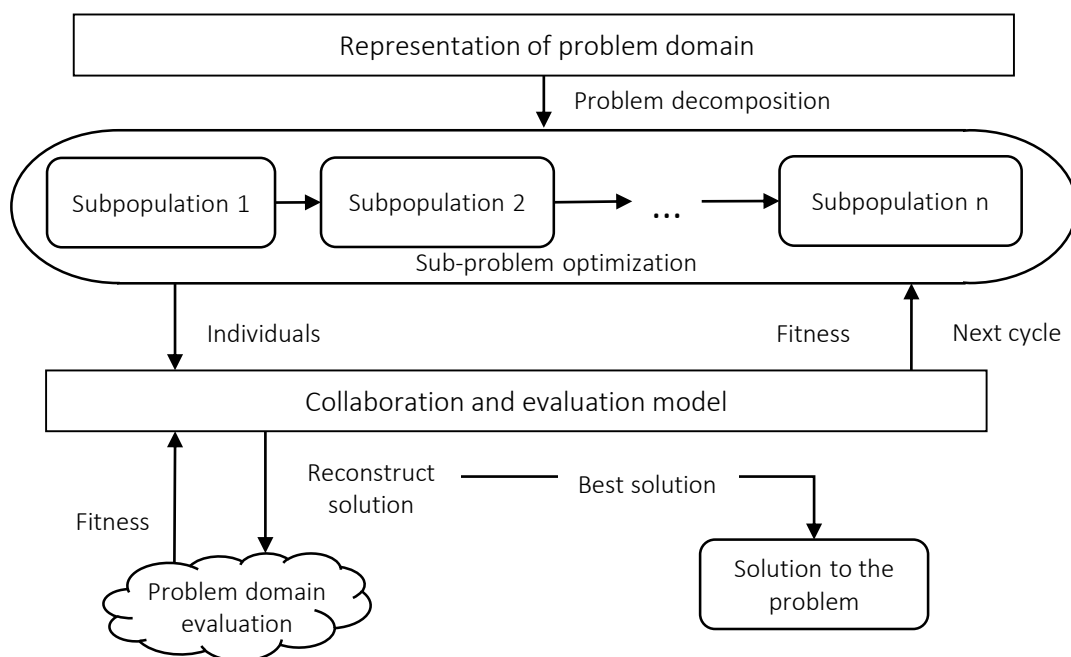 Representation of problem domain
Problem decomposition
Subpopulation 1
Subpopulation 2
...
Subpopulation n
Sub-problem optimization
Individuals
Fitness
Next cycle
Collaboration and evaluation model
Reconstruct
solution
Best solution
Fitness
Problem domain
evaluation
Solution to the
problem